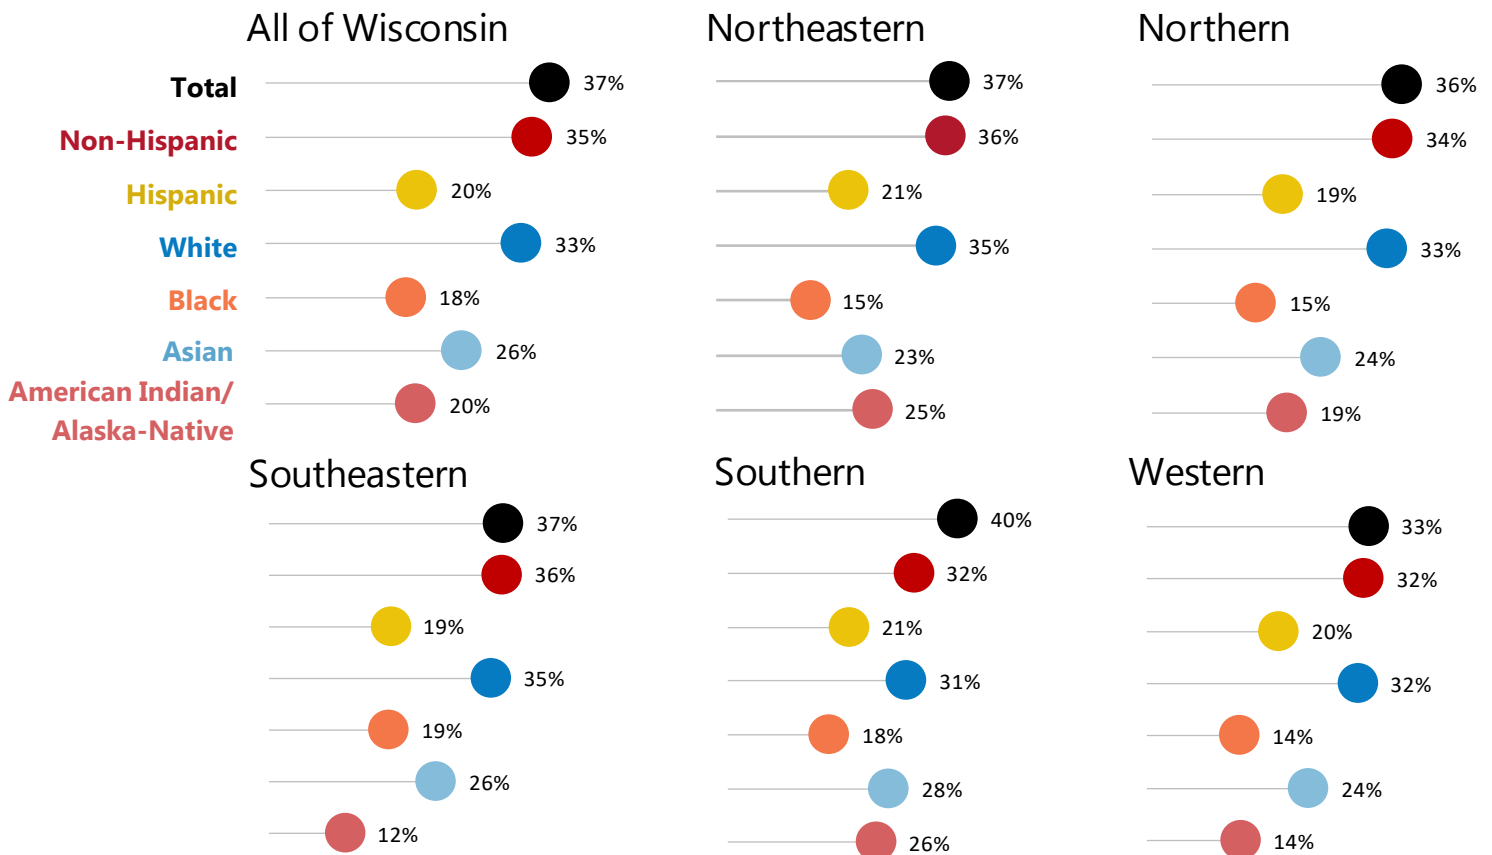 All of Wisconsin
Total 37%
Non-Hispanic 35%
Hispanic 20%
White 33%
Black 18%
Asian 26%
American Indian/
Alaska-Native 20%
Northeastern
37%
36%
21%
35%
15%
23%
25%
Northern
36%
34%
19%
33%
15%
24%
19%
Southeastern
37%
36%
19%
35%
19%
26%
12%
Southern
40%
32%
21%
31%
18%
28%
26%
Western
33%
32%
20%
32%
14%
24%
14%